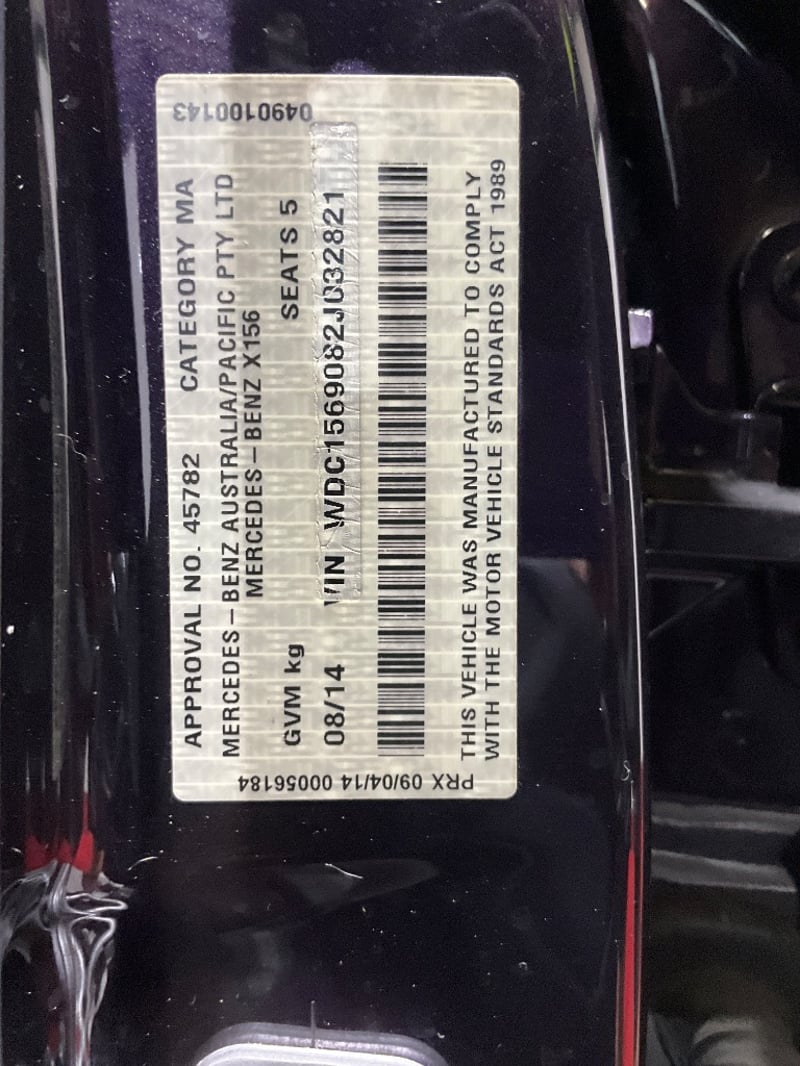 0490100143
APPROVAL NO. 45782 CATEGORY MA
MERCEDES-BENZ AUSTRALIA/PACIFIC PTY LTD
MERCEDES-BENZ X156
GVM kg SEATS 5
08/14 VIN WDC1569082J032821
THIS VEHICLE WAS MANUFACTURED TO COMPLY
WITH THE MOTOR VEHICLE STANDARDS ACT 1989
PRX 09/04/14 00056184